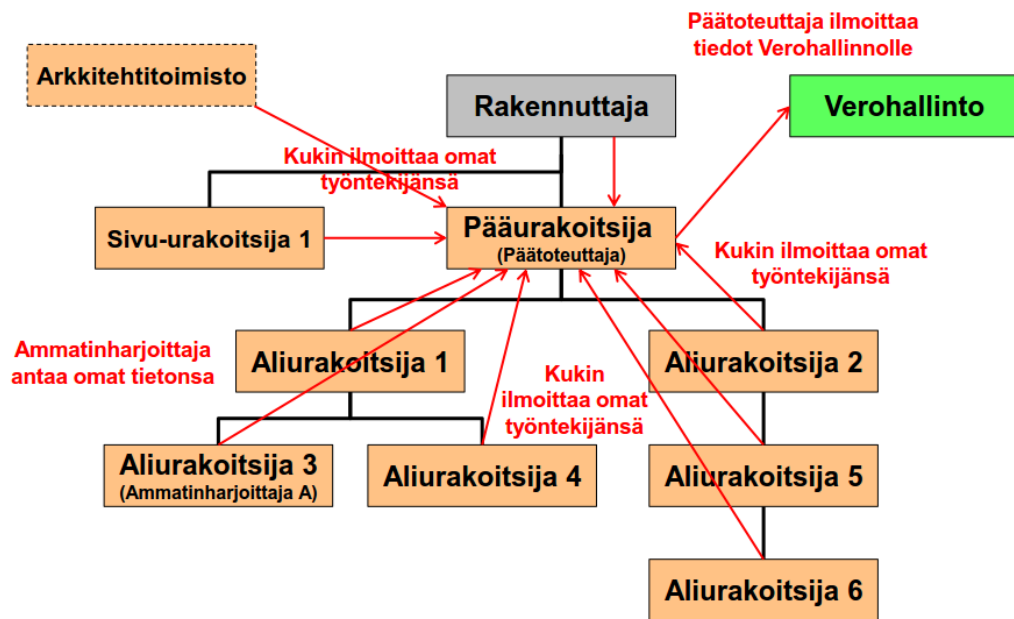 Päätoteuttaja ilmoittaa
tiedot Verohallinnolle
Arkkitehtitoimisto
Rakennuttaja
Verohallinto
Kukin ilmoittaa omat
työntekijänsä
Sivu-urakoitsija 1
Pääurakoitsija
(Päätoteuttaja)
Kukin ilmoittaa omat
työntekijänsä
Ammatinharjoittaja
antaa omat tietonsa
Aliurakoitsija 1
Aliurakoitsija 2
Kukin
ilmoittaa omat
työntekijänsä
Aliurakoitsija 3
(Ammatinharjoittaja A)
Aliurakoitsija 4
Aliurakoitsija 5
Aliurakoitsija 6